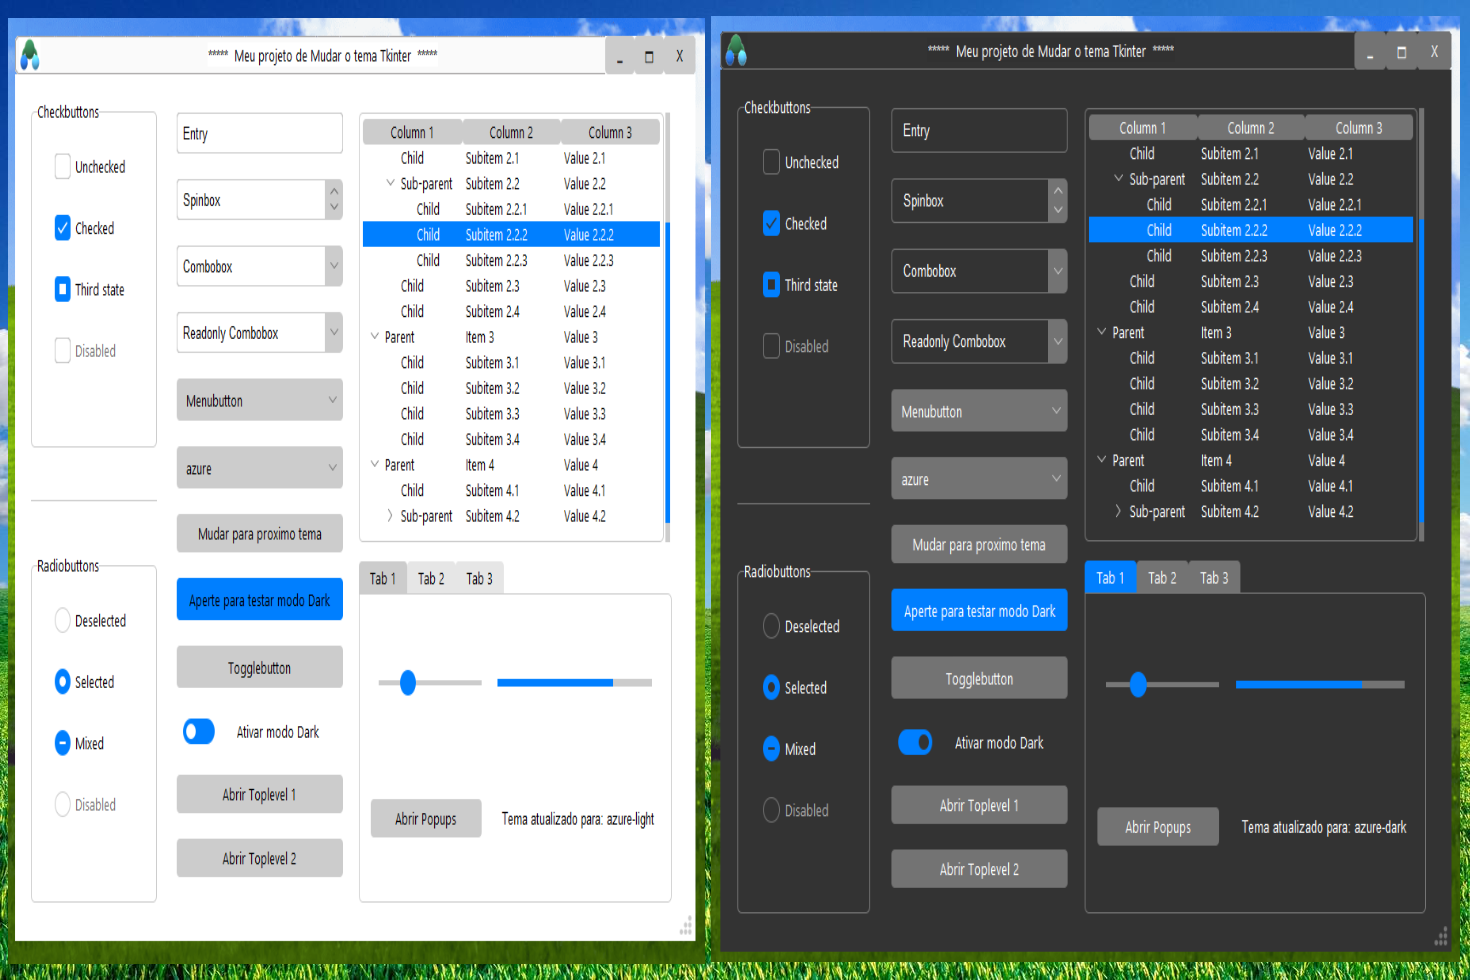 ***** Meu projeto de Mudar o tema Tkinter *****
_ X
Checkbuttons
Unchecked
Checked
Third state
Disabled
Radiobuttons
Deselected
Selected
Mixed
Disabled
Entry
Spinbox
Combobox
Readonly Combobox
Menubutton
azure
Mudar para proximo tema
Aperte para testar modo Dark
Togglebutton
Ativar modo Dark
Abrir Toplevel 1
Abrir Toplevel 2
Column 1 Column 2 Column 3
Child Subitem 2.1 Value 2.1
Sub-parent Subitem 2.2 Value 2.2
Child Subitem 2.2.1 Value 2.2.1
Child Subitem 2.2.2 Value 2.2.2
Child Subitem 2.2.3 Value 2.2.3
Child Subitem 2.3 Value 2.3
Child Subitem 2.4 Value 2.4
Parent Item 3 Value 3
Child Subitem 3.1 Value 3.1
Child Subitem 3.2 Value 3.2
Child Subitem 3.3 Value 3.3
Child Subitem 3.4 Value 3.4
Parent Item 4 Value 4
Child Subitem 4.1 Value 4.1
Sub-parent Subitem 4.2 Value 4.2
Tab 1 Tab 2 Tab 3
Abrir Popups Tema atualizado para: azure-light
***** Meu projeto de Mudar o tema Tkinter *****
_ X
Checkbuttons
Unchecked
Checked
Third state
Disabled
Radiobuttons
Deselected
Selected
Mixed
Disabled
Entry
Spinbox
Combobox
Readonly Combobox
Menubutton
azure
Mudar para proximo tema
Aperte para testar modo Dark
Togglebutton
Ativar modo Dark
Abrir Toplevel 1
Abrir Toplevel 2
Column 1 Column 2 Column 3
Child Subitem 2.1 Value 2.1
Sub-parent Subitem 2.2 Value 2.2
Child Subitem 2.2.1 Value 2.2.1
Child Subitem 2.2.2 Value 2.2.2
Child Subitem 2.2.3 Value 2.2.3
Child Subitem 2.3 Value 2.3
Child Subitem 2.4 Value 2.4
Parent Item 3 Value 3
Child Subitem 3.1 Value 3.1
Child Subitem 3.2 Value 3.2
Child Subitem 3.3 Value 3.3
Child Subitem 3.4 Value 3.4
Parent Item 4 Value 4
Child Subitem 4.1 Value 4.1
Sub-parent Subitem 4.2 Value 4.2
Tab 1 Tab 2 Tab 3
Abrir Popups Tema atualizado para: azure-dark